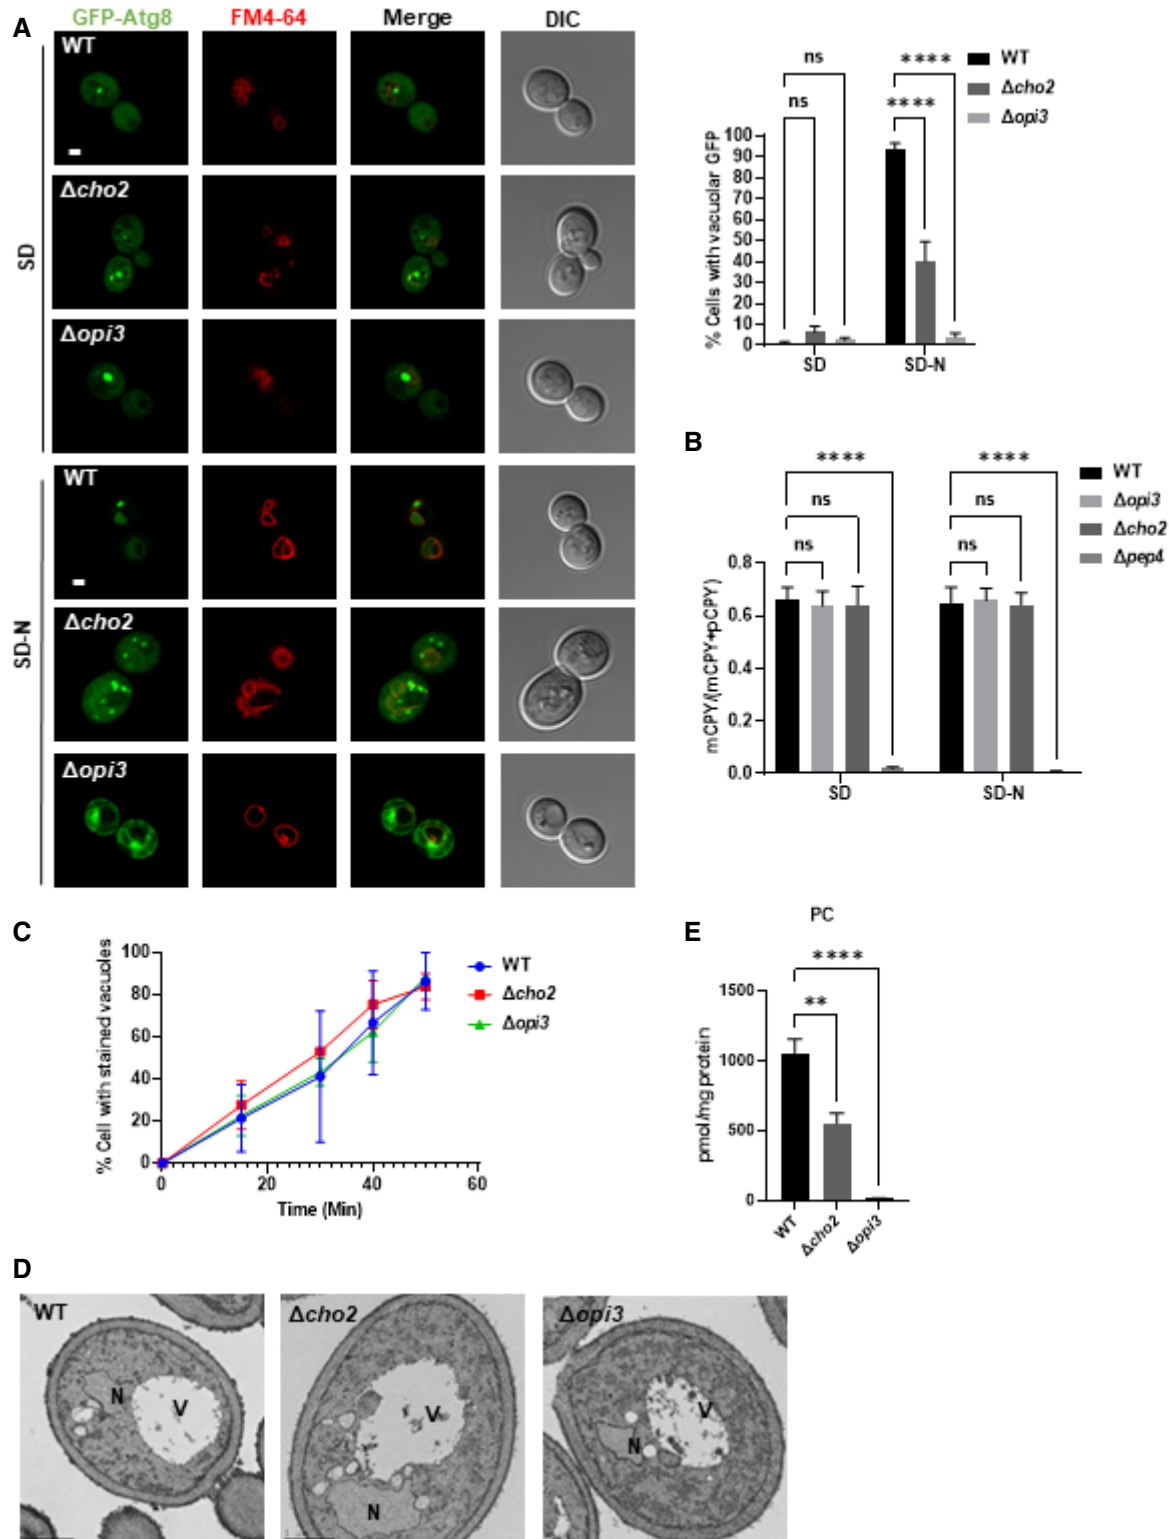 A
GFP-Atg8 FM4-64 Merge DIC
SD
WT
Δcho2
Δopi3
SD-N
WT
Δcho2
Δopi3
ns
ns
****
****
WT
Δcho2
Δopi3
% Cells with vacuolar GFP
100
90
80
70
60
50
40
30
20
10
0
SD SD-N
B
****
ns
ns
****
ns
ns
WT
Δopi3
Δcho2
Δpep4
mCPY/(mCPY+pCPY)
0.8
0.6
0.4
0.2
0.0
SD SD-N
C
% Cell with stained vacuoles
100
80
60
40
20
0
0 20 40 60
Time (Min)
WT
Δcho2
Δopi3
E
PC
****
**
pmol/mg protein
1500
1000
500
0
WT Δcho2 Δopi3
D
WT
N V
Δcho2
V
N
Δopi3
V
N